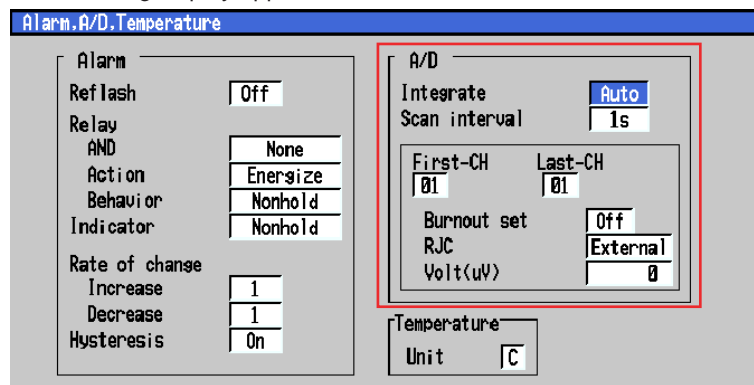 Alarm,A/D,Temperature
Alarm
Reflash Off
Relay
AND None
Action Energize
Behavior Nonhold
Indicator Nonhold
Rate of change
Increase 1
Decrease 1
Hysteresis On
A/D
Integrate Auto
Scan interval 1s
First-CH Last-CH
01 01
Burnout set Off
RJC External
Volt(uV) 0
Temperature
Unit C